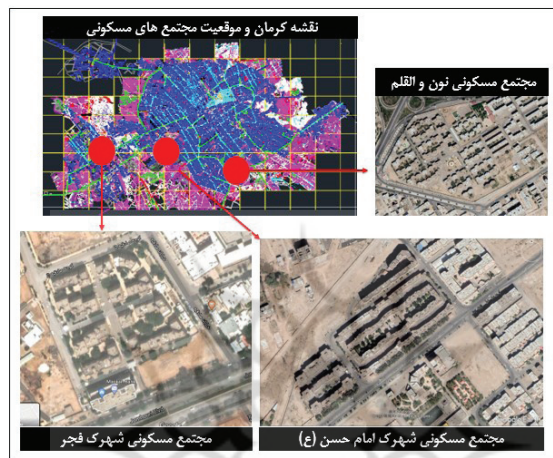 نقشه کرمان و موقعیت مجتمع های مسکونی
مجتمع مسکونی نون و القلم
مجتمع مسکونی شهرک امام حسن (ع)
مجتمع مسکونی شهرک فجر